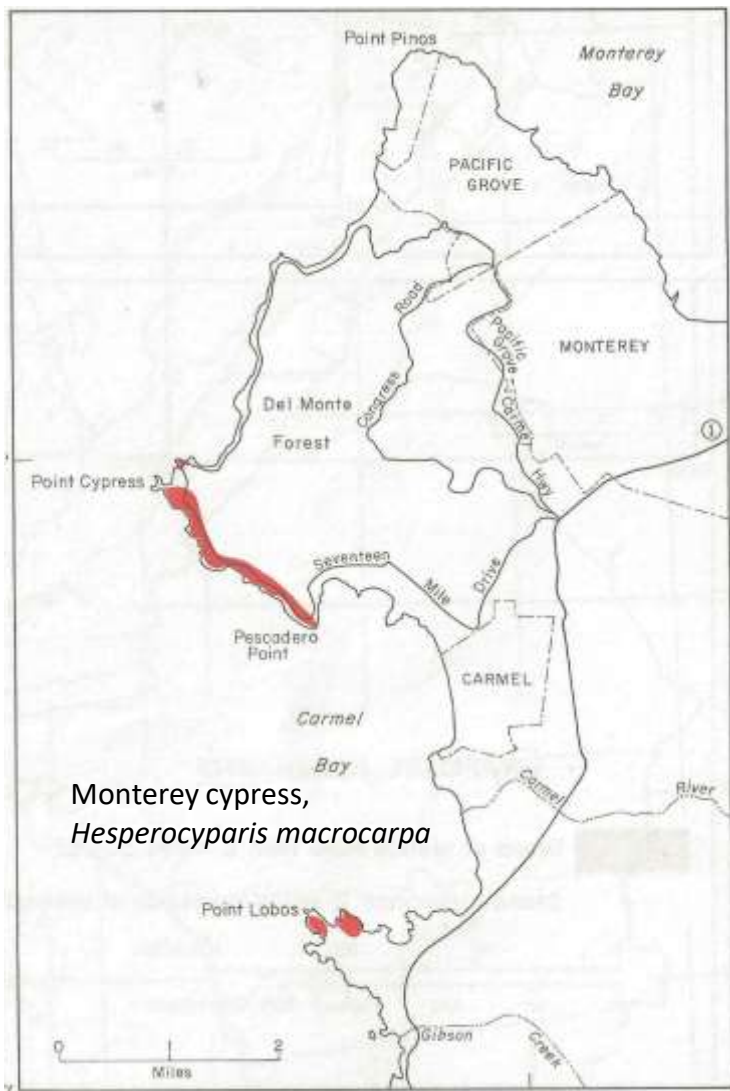 Point Pinos
Monterey
Bay
PACIFIC
GROVE
Road
Pacific
Grove - Carmel
Hwy
MONTEREY
Del Monte
Forest
Congress
1
Point Cypress
Seventeen
Mile
Drive
Pescadero
Point
CARMEL
Carmel
Bay
Monterey cypress,
Hesperocyparis macrocarpa
Carmel
River
Point Lobos
Gibson
Creek
0 1 2
Miles